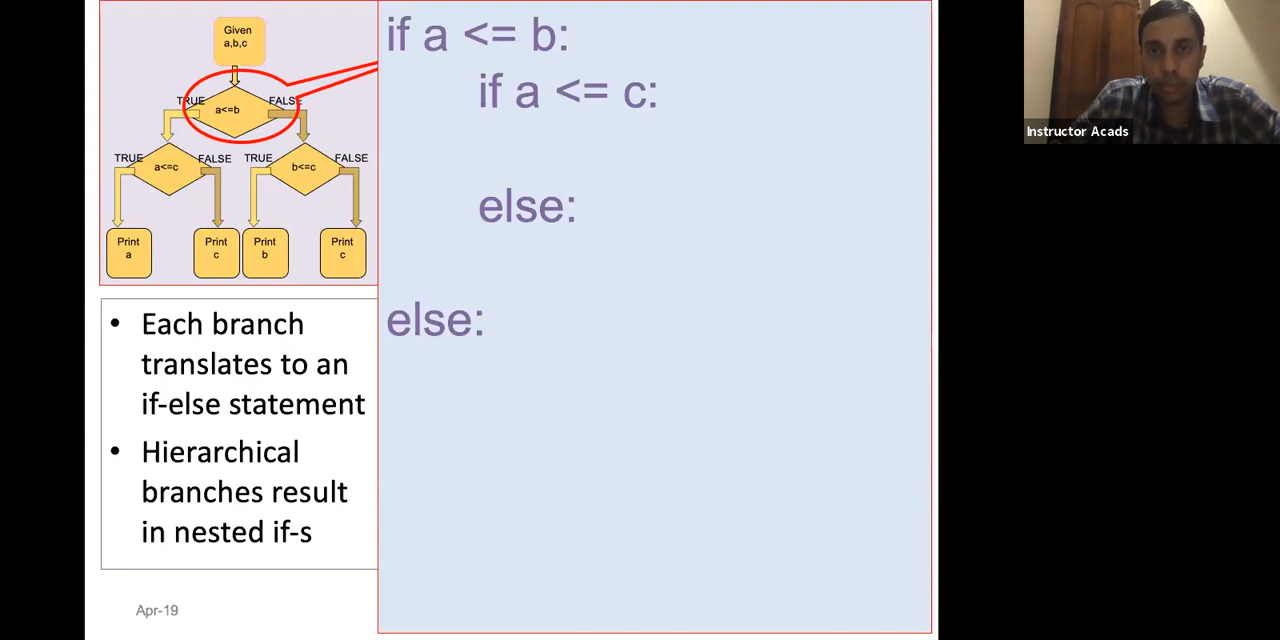 Given
a,b,c
TRUE
a<=b
FALSE
TRUE
a<=c
FALSE
TRUE
b<=c
FALSE
Print
a
Print
c
Print
b
Print
c
if a <= b:
if a <= c:
else:
else:
• Each branch
translates to an
if-else statement
• Hierarchical
branches result
in nested if-s
Apr-19
Instructor Acads